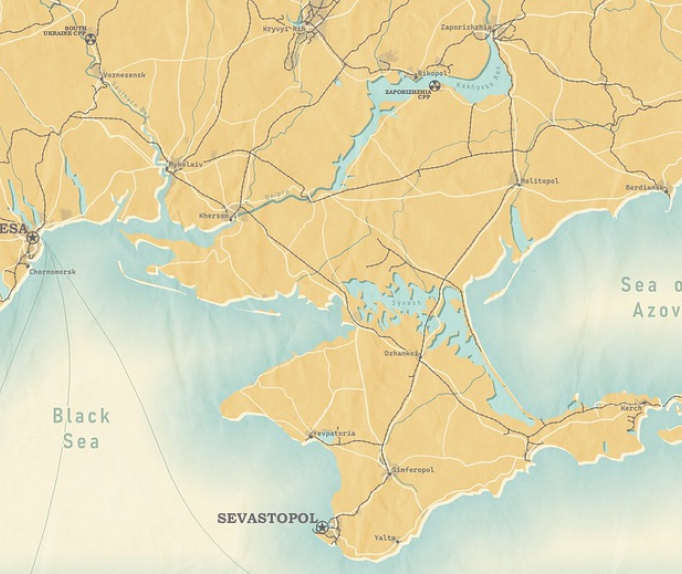 SOUTH
UKRAINE CPP
Kryvyi Rih
Zaporizhzhia
Voznesensk
Nikopol
ZAPORIZHZHIA
CPP
Kakhovka Res.
Mykolaiv
Melitopol
Berdiansk
Kherson
Dnipro
ESA
Chornomorsk
Syvash
Sea o
Azov
Dzhankoi
Black
Sea
Kerch
Yevpatoria
Simferopol
SEVASTOPOL
Yalta